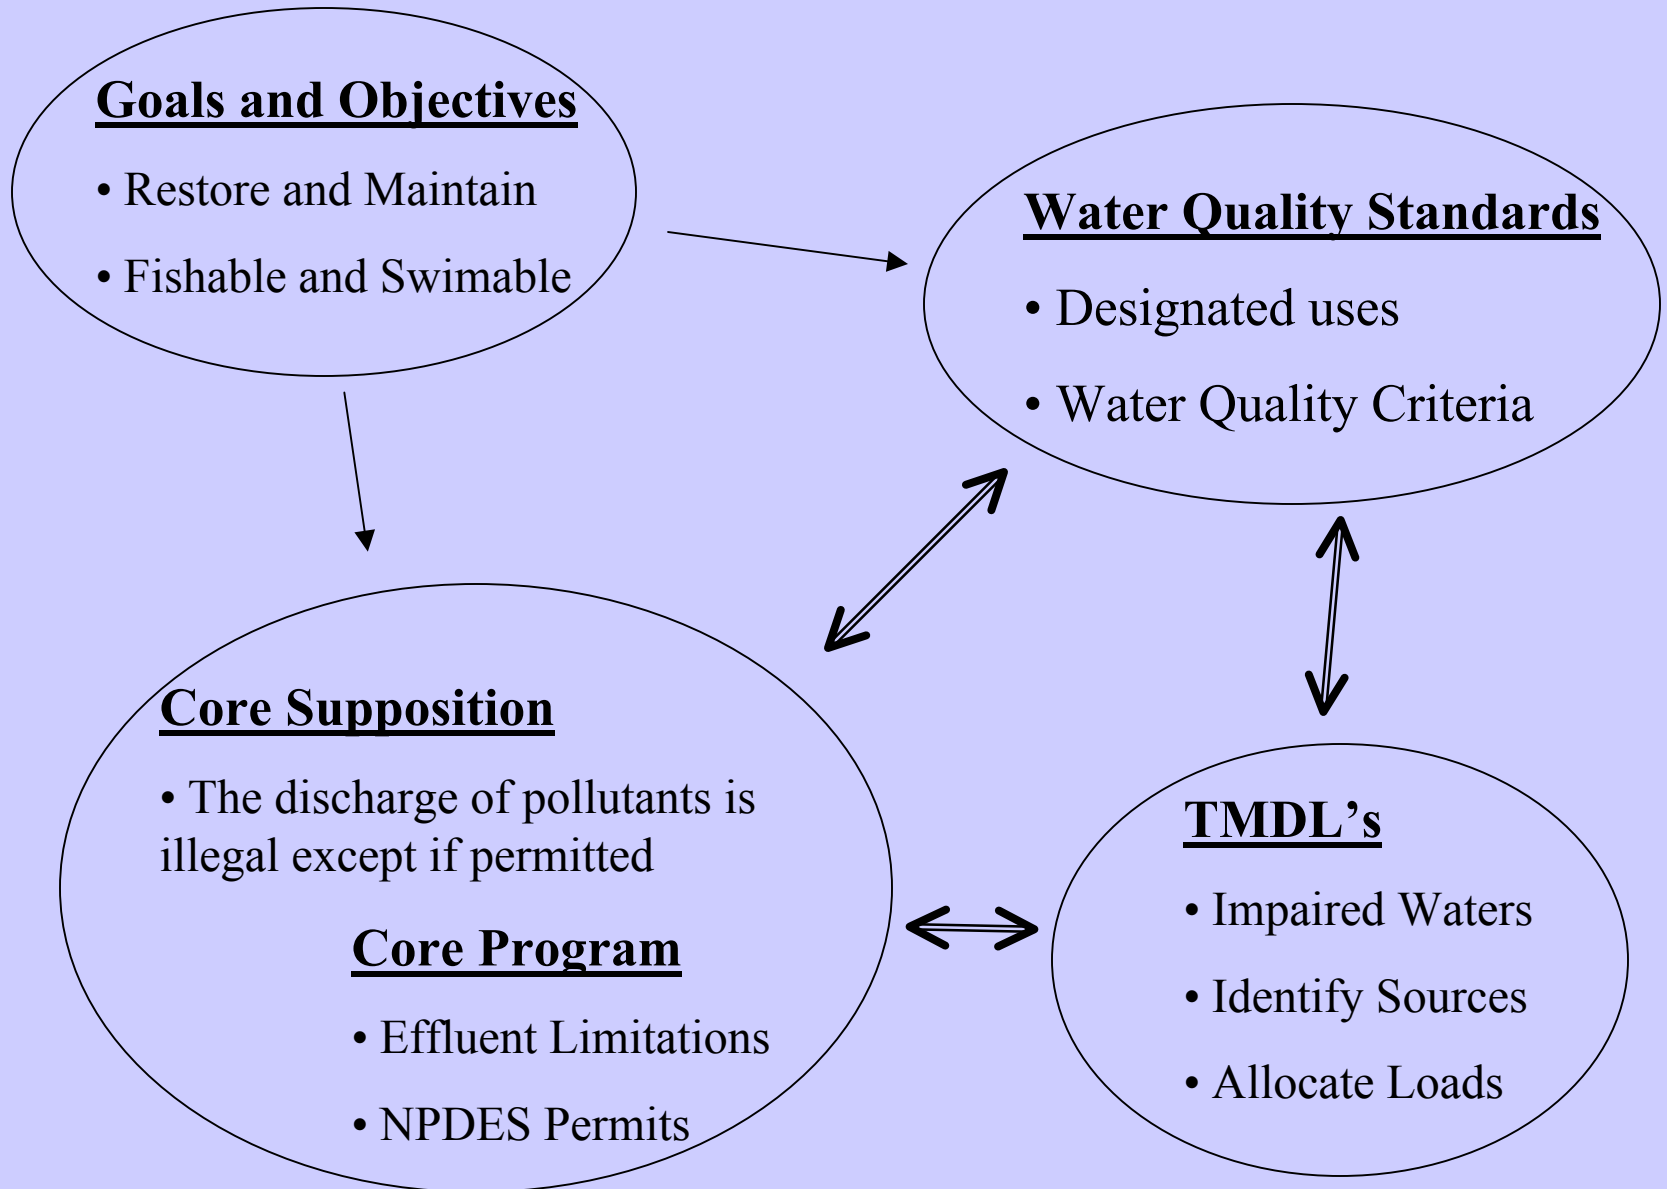 Goals and Objectives
• Restore and Maintain
• Fishable and Swimable
Water Quality Standards
• Designated uses
• Water Quality Criteria
Core Supposition
• The discharge of pollutants is
illegal except if permitted
Core Program
• Effluent Limitations
• NPDES Permits
TMDL’s
• Impaired Waters
• Identify Sources
• Allocate Loads